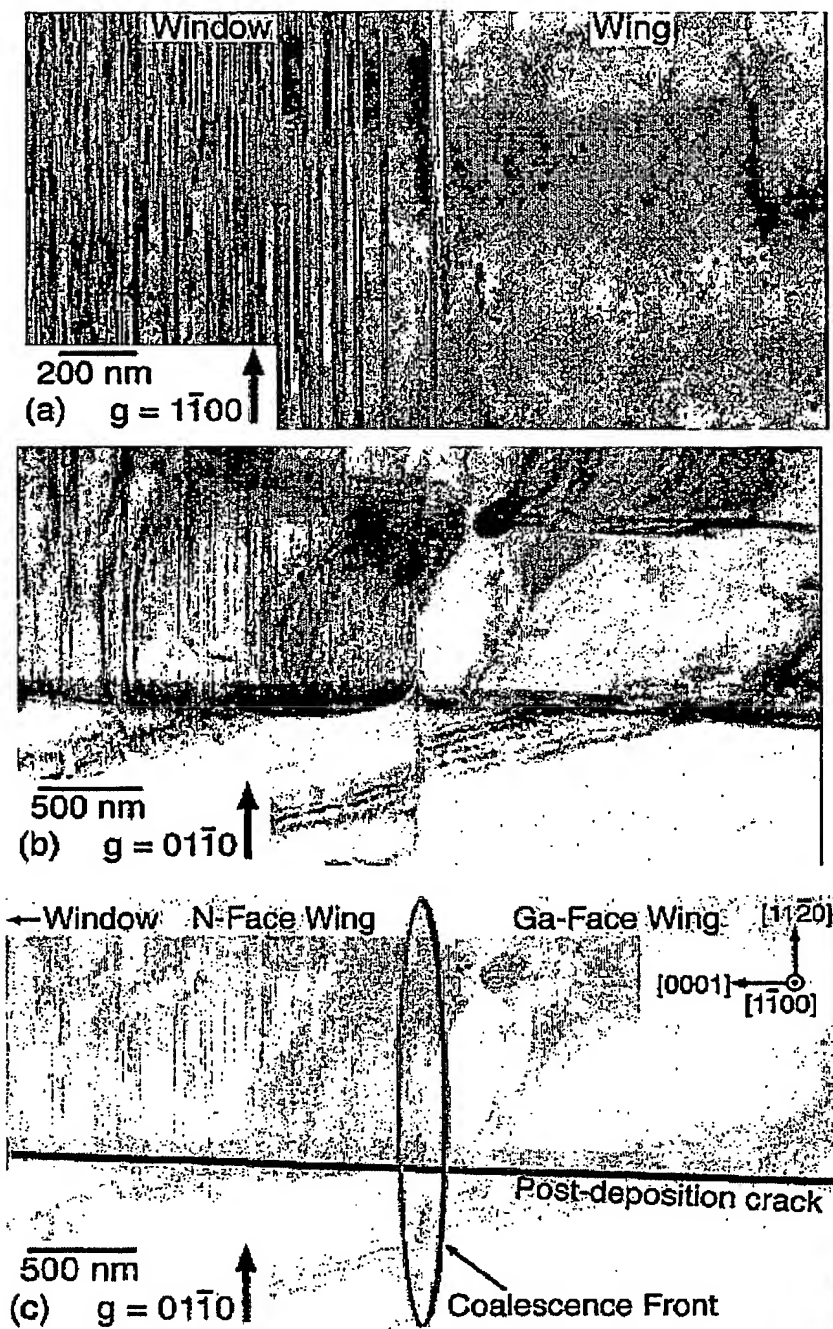 Window Wing
200 nm
(a) g = 11̅00
500 nm
(b) g = 011̅0
←Window N-Face Wing Ga-Face Wing [112̅0]
[0001]
[11̅00]
Post-deposition crack
500 nm
(c) g = 011̅0 Coalescence Front